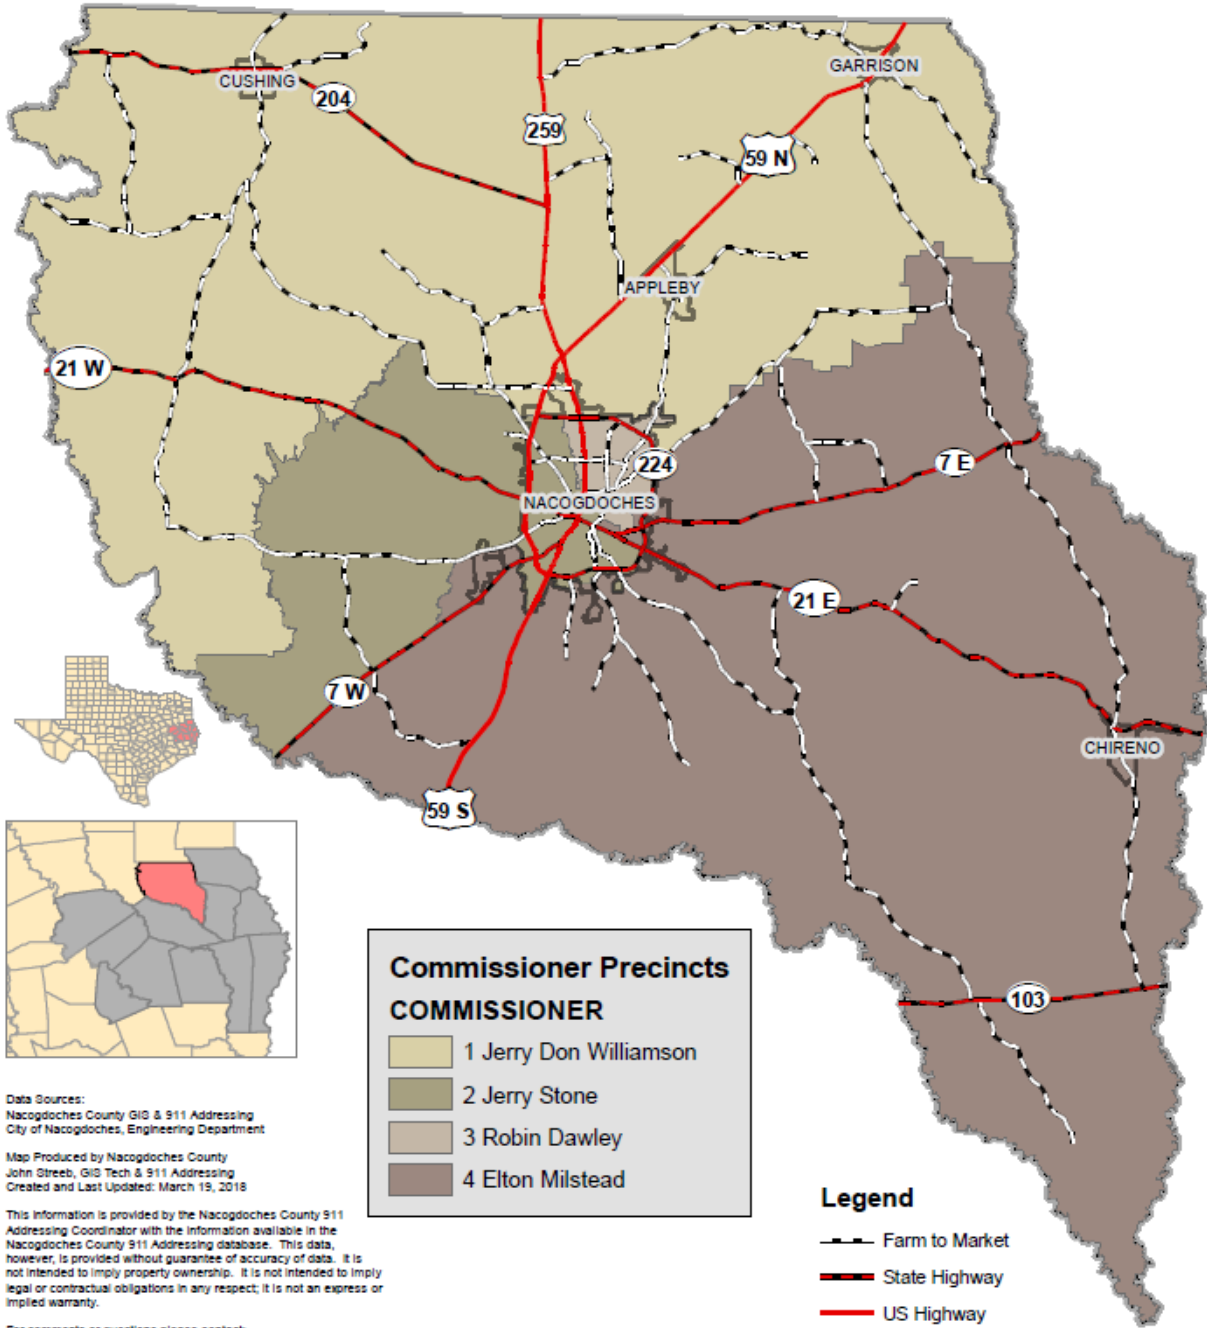 GARRISON
CUSHING
204
259
59 N
APPLEBY
21 W
224
7 E
NACOGDOCHES
21 E
7 W
CHIRENO
59 S
103
Commissioner Precincts
COMMISSIONER
1 Jerry Don Williamson
2 Jerry Stone
3 Robin Dawley
4 Elton Milstead
Data Sources:
Nacogdoches County GIS & 911 Addressing
City of Nacogdoches, Engineering Department
Map Produced by Nacogdoches County
John Streeb, GIS Tech & 911 Addressing
Created and Last Updated: March 19, 2018
This information is provided by the Nacogdoches County 911
Addressing Coordinator with the information available in the
Nacogdoches County 911 Addressing database. This data,
however, is provided without guarantee of accuracy of data. It is
not intended to imply property ownership. It is not intended to imply
legal or contractual obligations in any respect; it is not an express or
implied warranty.
Legend
Farm to Market
State Highway
US Highway